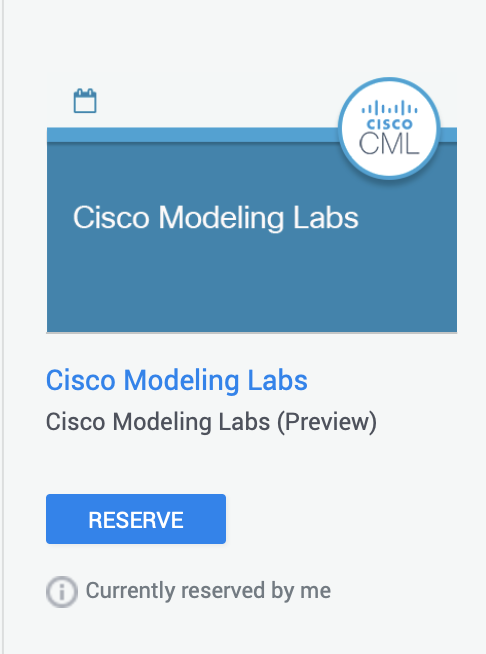 CISCO
CML
Cisco Modeling Labs
Cisco Modeling Labs
Cisco Modeling Labs (Preview)
RESERVE
Currently reserved by me